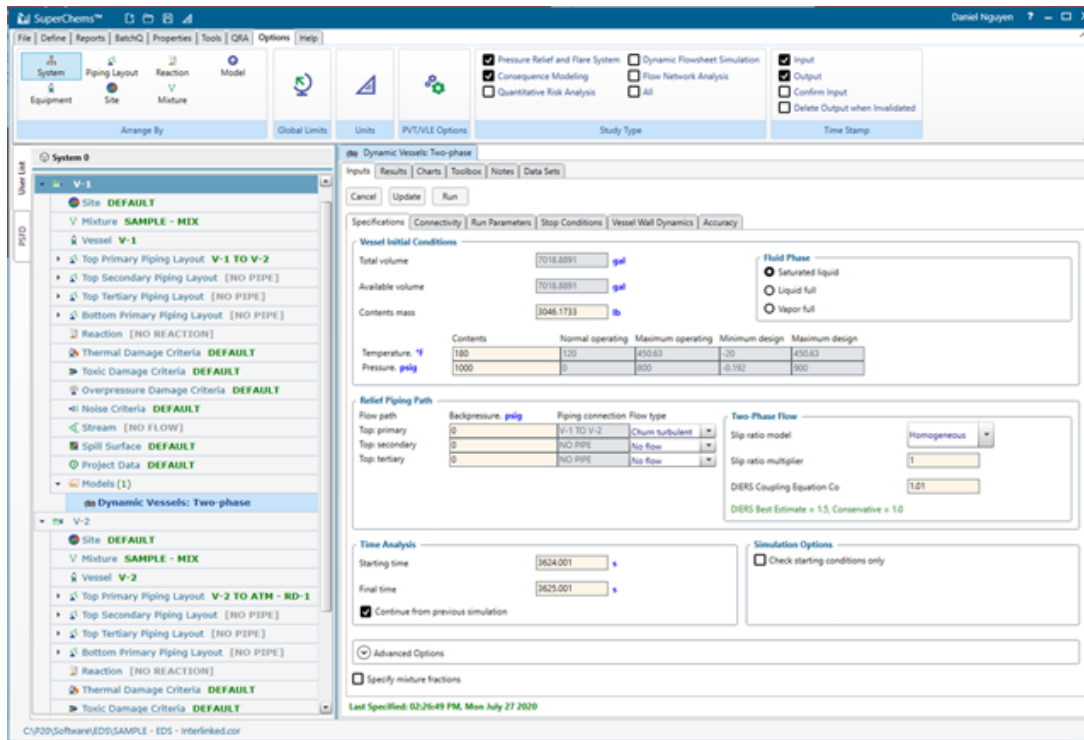 SuperChems™
Daniel Nguyen ?
File Define Reports BatchQ Properties Tools QRA Options Help
System Piping Layout Reaction Model
Equipment Site Mixture
Arrange By
Global Limits
Units
PVT/VLE Options
Pressure Relief and Flare System Dynamic Flowsheet Simulation
Consequence Modeling Flow Network Analysis
Quantitative Risk Analysis All
Study Type
Input
Output
Confirm Input
Delete Output when Invalidated
Time Stamp
User List
PSFD
System 0
V-1
Site DEFAULT
Mixture SAMPLE - MIX
Vessel V-1
Top Primary Piping Layout V-1 TO V-2
Top Secondary Piping Layout [NO PIPE]
Top Tertiary Piping Layout [NO PIPE]
Bottom Primary Piping Layout [NO PIPE]
Reaction [NO REACTION]
Thermal Damage Criteria DEFAULT
Toxic Damage Criteria DEFAULT
Overpressure Damage Criteria DEFAULT
Noise Criteria DEFAULT
Stream [NO FLOW]
Spill Surface DEFAULT
Project Data DEFAULT
Models (1)
Dynamic Vessels: Two-phase
V-2
Site DEFAULT
Mixture SAMPLE - MIX
Vessel V-2
Top Primary Piping Layout V-2 TO ATM - RD-1
Top Secondary Piping Layout [NO PIPE]
Top Tertiary Piping Layout [NO PIPE]
Bottom Primary Piping Layout [NO PIPE]
Reaction [NO REACTION]
Thermal Damage Criteria DEFAULT
Toxic Damage Criteria DEFAULT
Dynamic Vessels: Two-phase
Inputs Results Charts Toolbox Notes Data Sets
Cancel Update Run
Specifications Connectivity Run Parameters Stop Conditions Vessel Wall Dynamics Accuracy
Vessel Initial Conditions
Total volume 7018.8891 gal
Available volume 7018.8891 gal
Contents mass 3046.1733 lb
Fluid Phase
Saturated liquid
Liquid full
Vapor full
Contents Normal operating Maximum operating Minimum design Maximum design
Temperature. °F 180 120 450.63 -20 450.63
Pressure. psig 1000 0 800 -0.192 900
Relief Piping Path
Flow path Backpressure. psig Piping connection Flow type
Top: primary 0 V-1 TO V-2 Churn turbulent
Top: secondary 0 NO PIPE No flow
Top: tertiary 0 NO PIPE No flow
Two-Phase Flow
Slip ratio model Homogeneous
Slip ratio multiplier 1
DIERS Coupling Equation Co 1.01
DIERS Best Estimate = 1.5, Conservative = 1.0
Time Analysis
Starting time 3624.001 s
Final time 3625.001 s
Continue from previous simulation
Simulation Options
Check starting conditions only
Advanced Options
Specify mixture fractions
Last Specified: 02:26:49 PM, Mon July 27 2020
C:\P20\Software\EDS\SAMPLE - EDS - Interlinked.cor